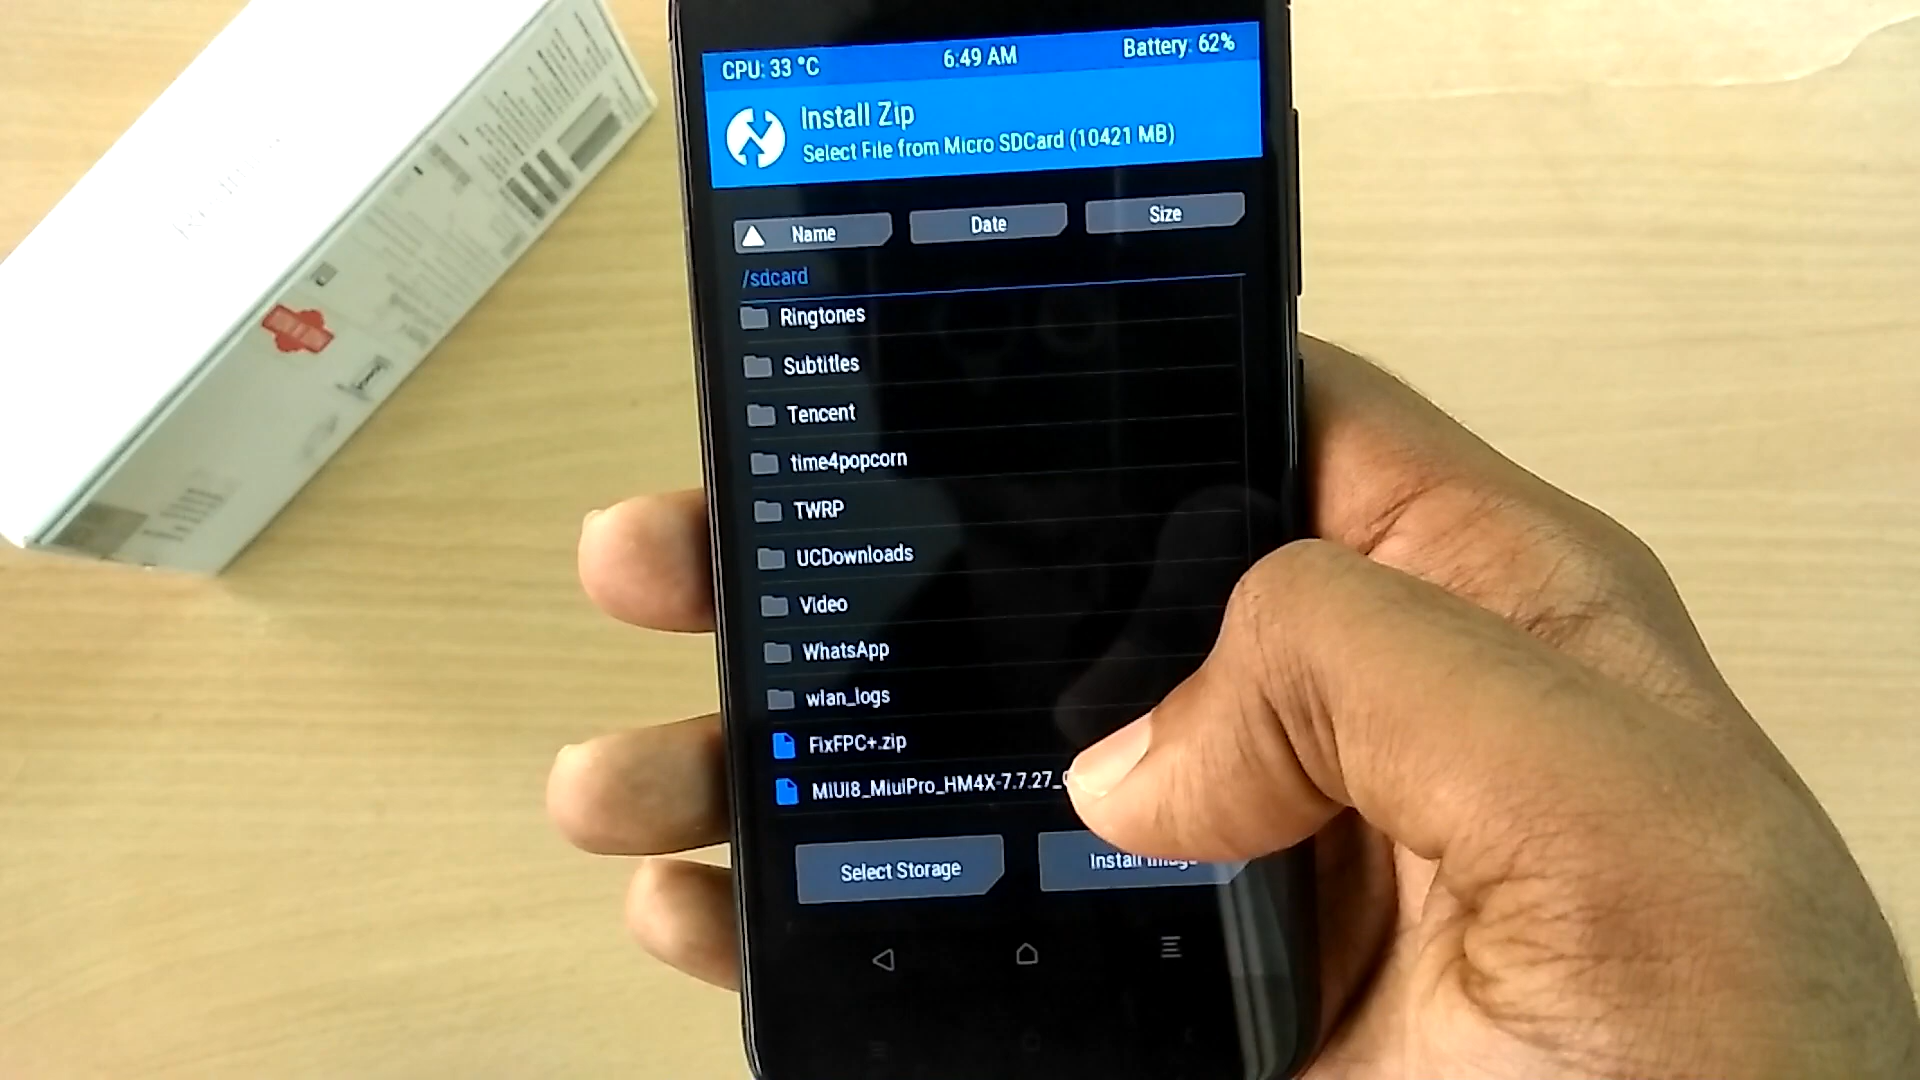 CPU: 33 °C 6:49 AM Battery: 62%
Install Zip
Select File from Micro SDCard (10421 MB)
Name Date Size
/sdcard
Ringtones
Subtitles
Tencent
time4popcorn
TWRP
UCDownloads
Video
WhatsApp
wlan_logs
FixFPC+.zip
MIUI8_MiuiPro_HM4X-7.7.27_
Select Storage Install Image